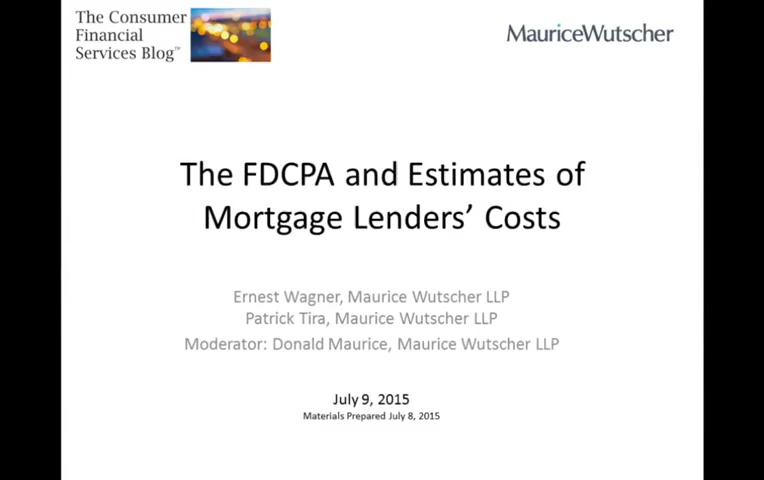 The Consumer
Financial
Services Blog™
MauriceWutscher
The FDCPA and Estimates of
Mortgage Lenders’ Costs
Ernest Wagner, Maurice Wutscher LLP
Patrick Tira, Maurice Wutscher LLP
Moderator: Donald Maurice, Maurice Wutscher LLP
July 9, 2015
Materials Prepared July 8, 2015